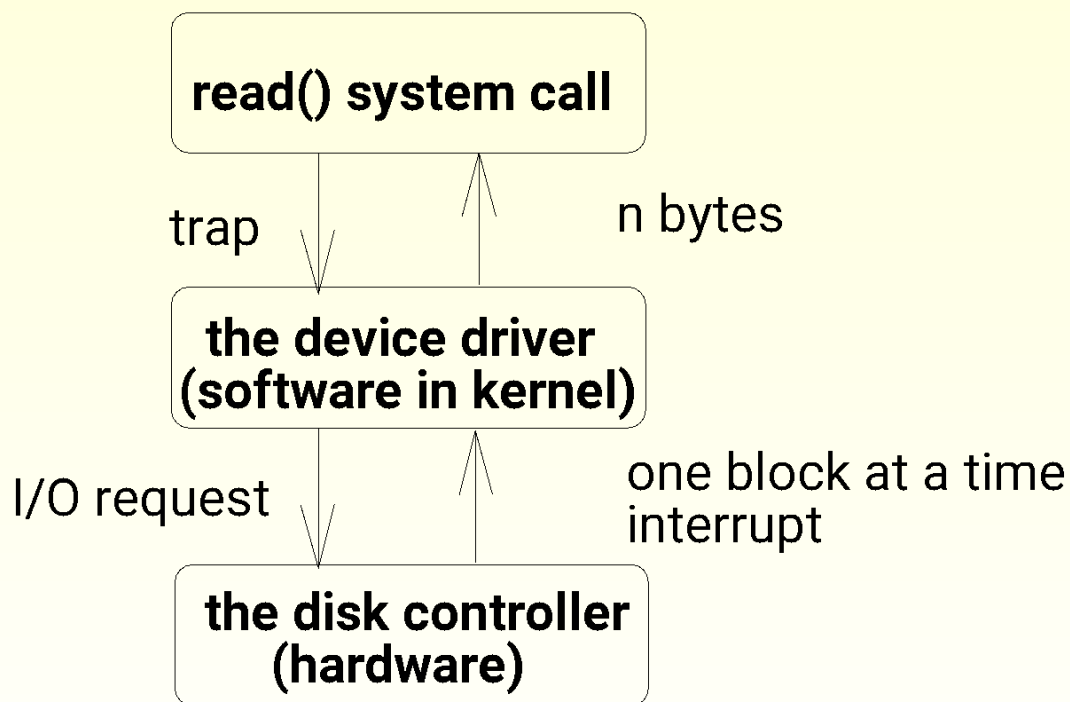 read() system call
trap
n bytes
the device driver
(software in kernel)
I/O request
one block at a time
interrupt
the disk controller
(hardware)